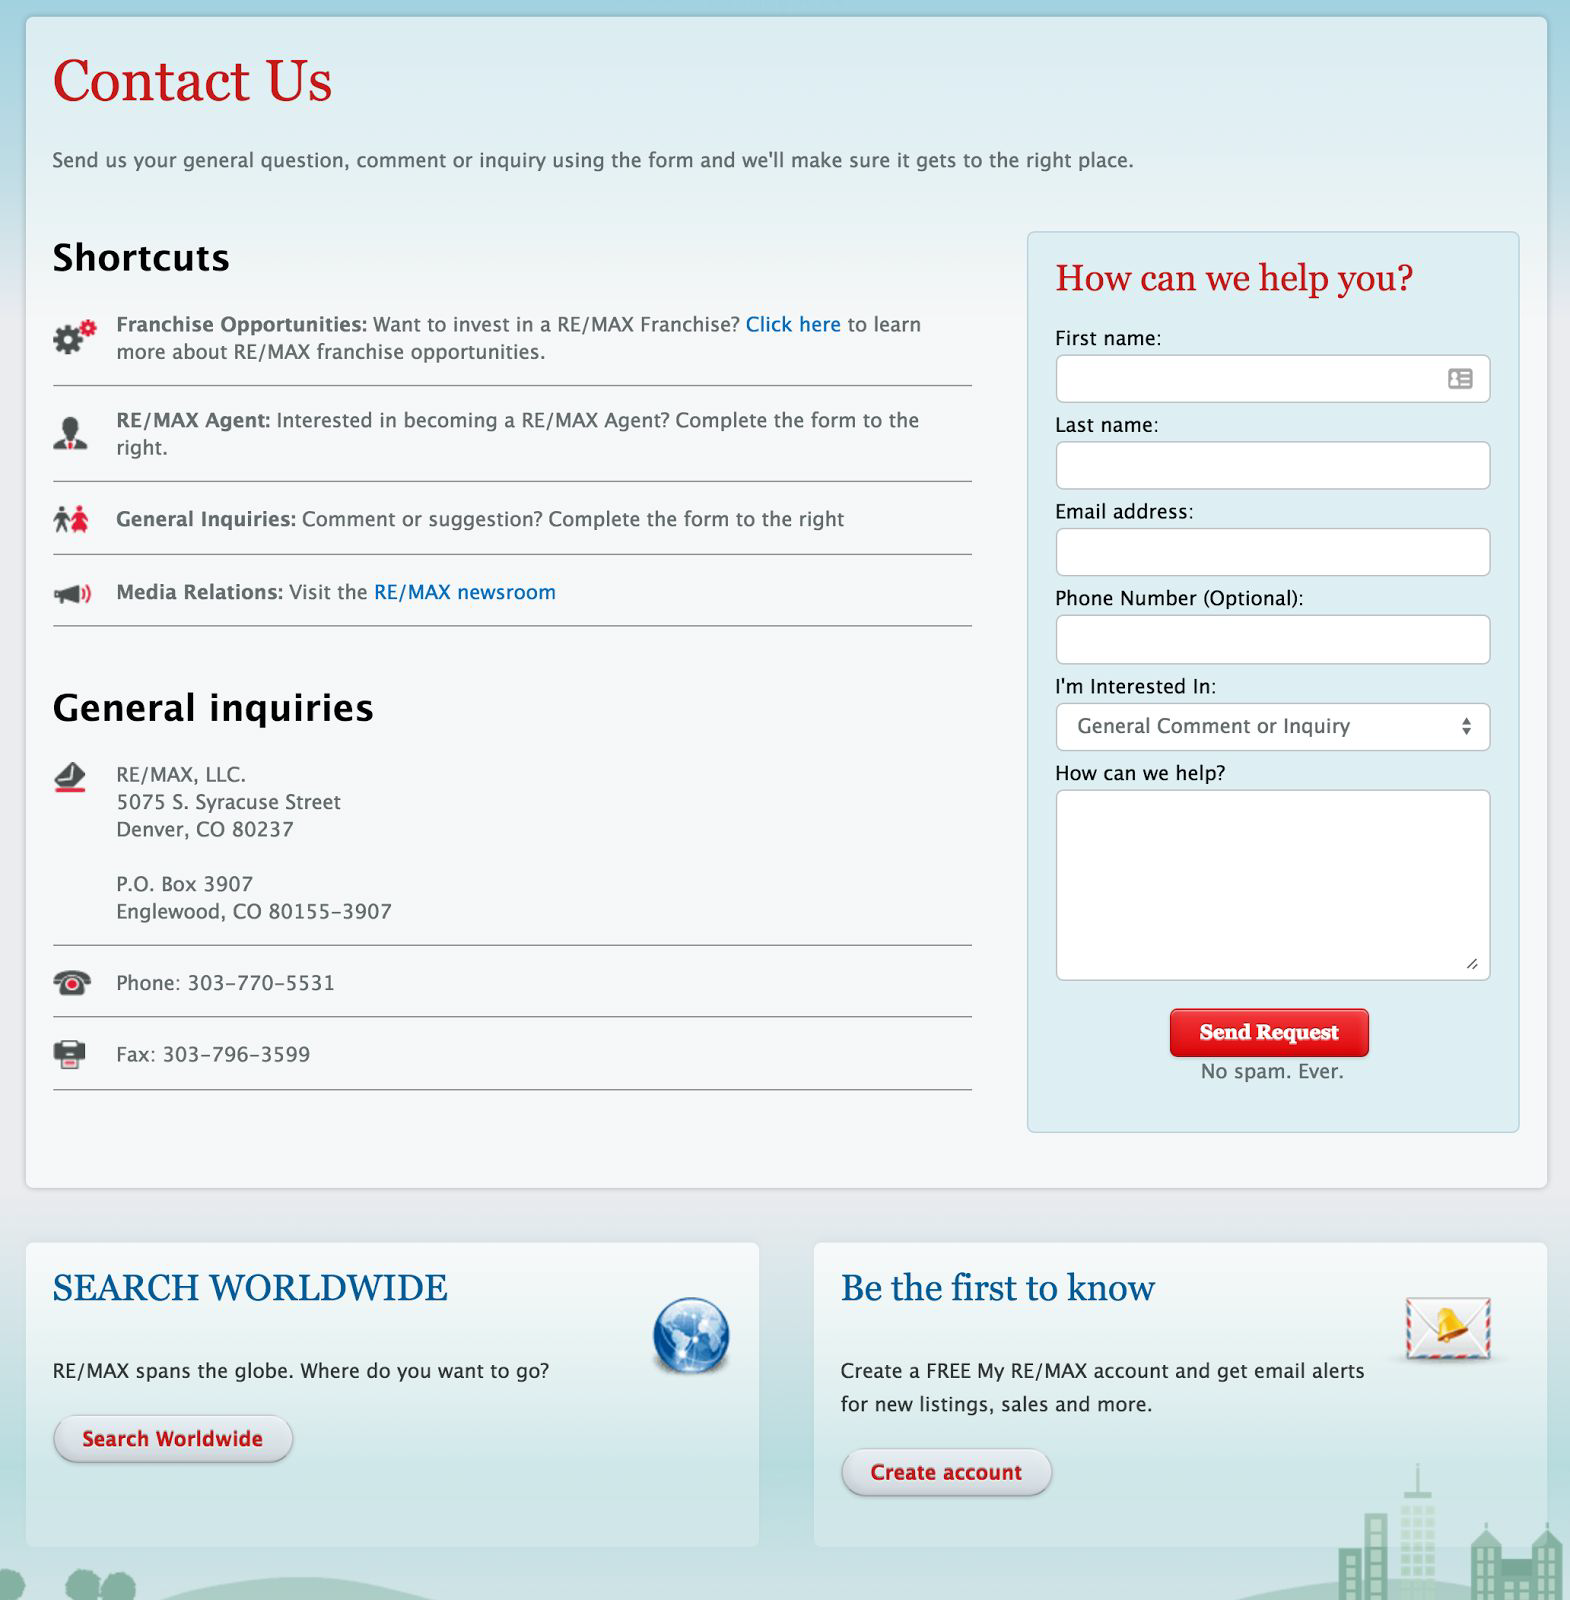 Contact Us
Send us your general question, comment or inquiry using the form and we'll make sure it gets to the right place.
Shortcuts
Franchise Opportunities: Want to invest in a RE/MAX Franchise? Click here to learn
more about RE/MAX franchise opportunities.
RE/MAX Agent: Interested in becoming a RE/MAX Agent? Complete the form to the
right.
General Inquiries: Comment or suggestion? Complete the form to the right
Media Relations: Visit the RE/MAX newsroom
General inquiries
RE/MAX, LLC.
5075 S. Syracuse Street
Denver, CO 80237
P.O. Box 3907
Englewood, CO 80155-3907
Phone: 303-770-5531
Fax: 303-796-3599
How can we help you?
First name:
Last name:
Email address:
Phone Number (Optional):
I'm Interested In:
General Comment or Inquiry
How can we help?
Send Request
No spam. Ever.
SEARCH WORLDWIDE
RE/MAX spans the globe. Where do you want to go?
Search Worldwide
Be the first to know
Create a FREE My RE/MAX account and get email alerts
for new listings, sales and more.
Create account